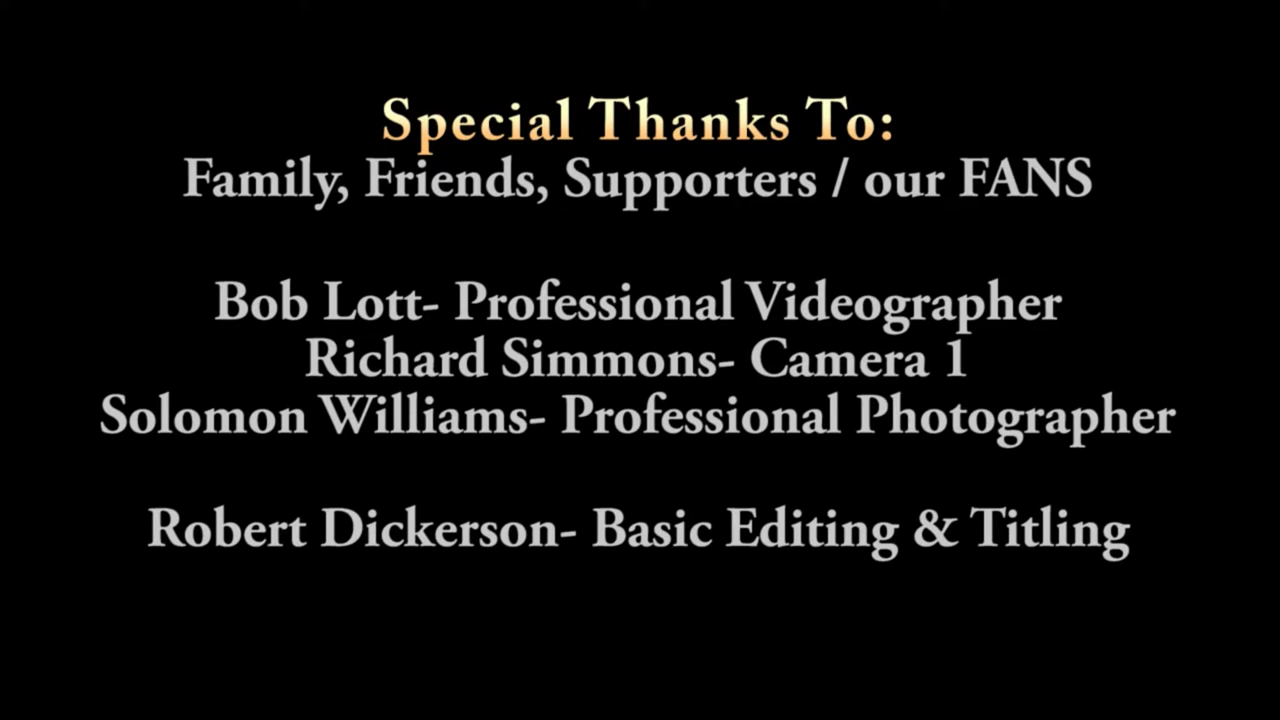 Special Thanks To:
Family, Friends, Supporters / our FANS
Bob Lott- Professional Videographer
Richard Simmons- Camera 1
Solomon Williams- Professional Photographer
Robert Dickerson- Basic Editing & Titling